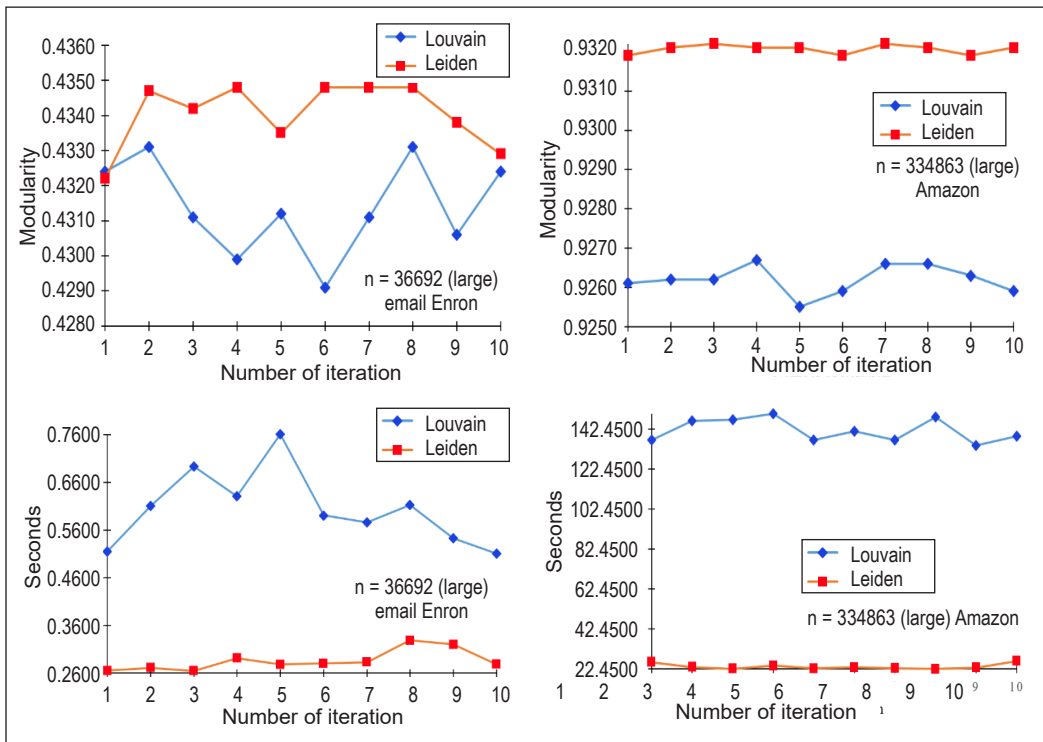 0.4360
0.4350
0.4340
0.4330
0.4320
0.4310
0.4300
0.4290
0.4280
Modularity
Louvain
Leiden
n = 36692 (large)
email Enron
1 2 3 4 5 6 7 8 9 10
Number of iteration
0.9320
0.9310
0.9300
0.9290
0.9280
0.9270
0.9260
0.9250
Modularity
Louvain
Leiden
n = 334863 (large)
Amazon
1 2 3 4 5 6 7 8 9 10
Number of iteration
0.7600
0.6600
0.5600
0.4600
0.3600
0.2600
Seconds
Louvain
Leiden
n = 36692 (large)
email Enron
1 2 3 4 5 6 7 8 9 10
Number of iteration
142.4500
122.4500
102.4500
82.4500
62.4500
42.4500
22.4500
Seconds
Louvain
Leiden
n = 334863 (large) Amazon
1 2 3 4 5 6 7 8 9 10 9 10
Number of iteration